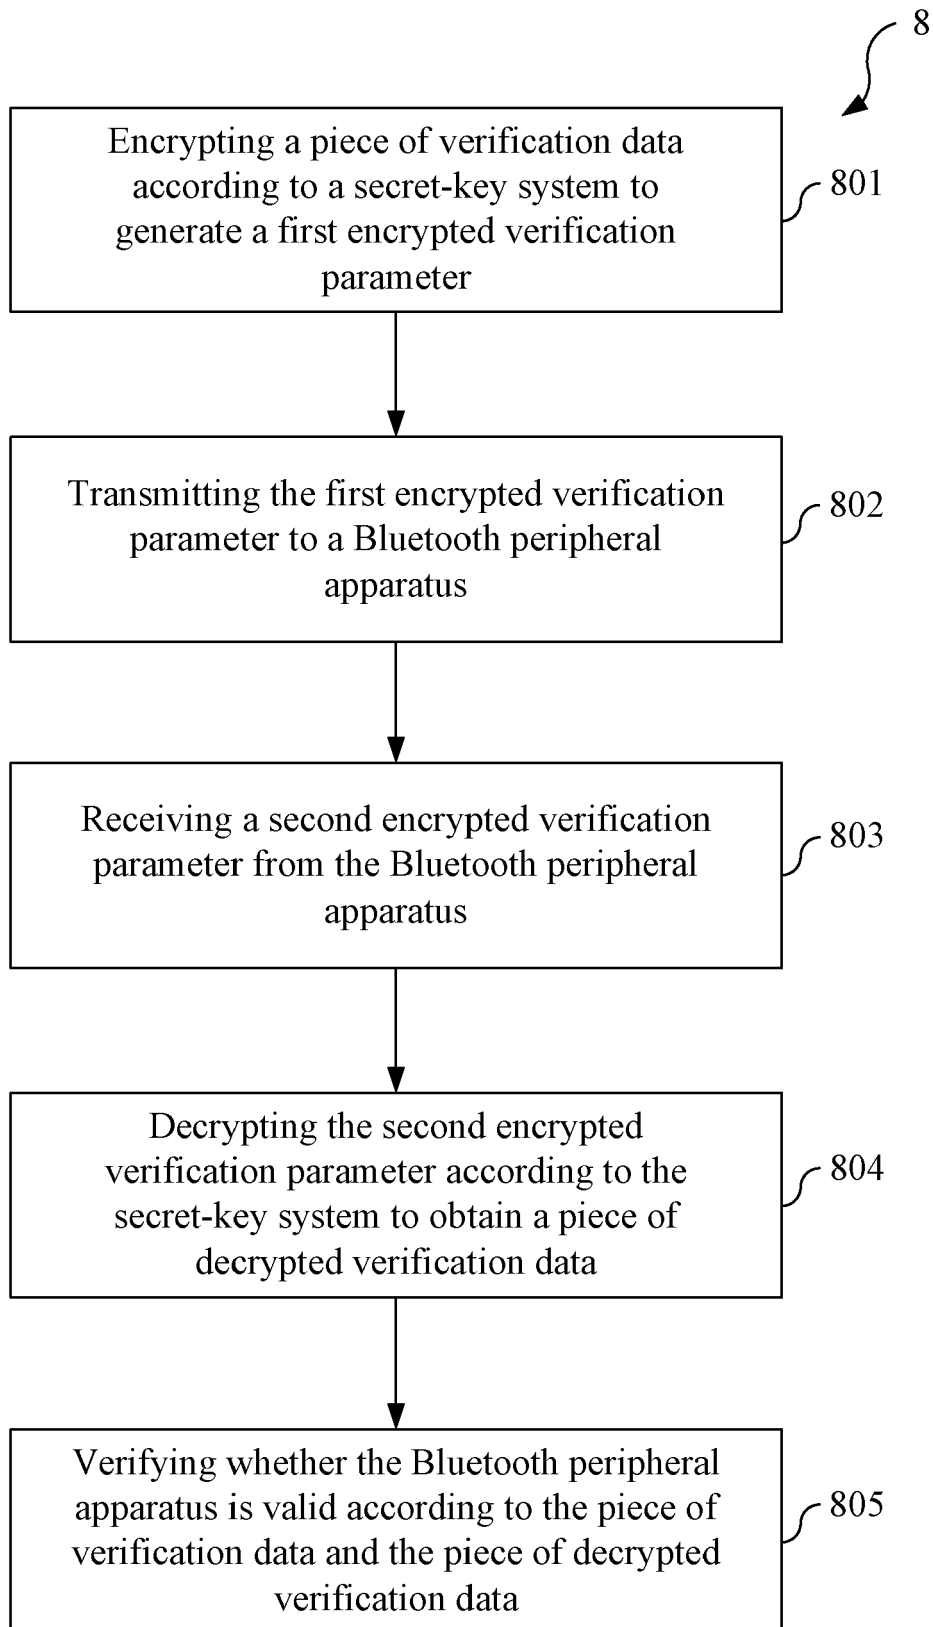 8
Encrypting a piece of verification data
according to a secret-key system to
generate a first encrypted verification
parameter
801
Transmitting the first encrypted verification
parameter to a Bluetooth peripheral
apparatus
802
Receiving a second encrypted verification
parameter from the Bluetooth peripheral
apparatus
803
Decrypting the second encrypted
verification parameter according to the
secret-key system to obtain a piece of
decrypted verification data
804
Verifying whether the Bluetooth peripheral
apparatus is valid according to the piece of
verification data and the piece of decrypted
verification data
805